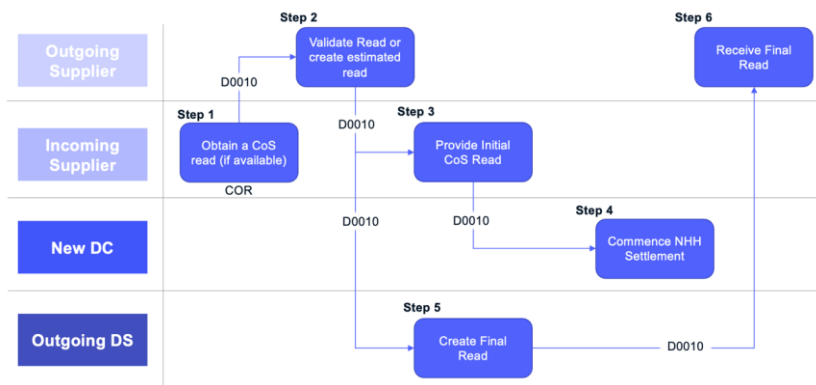 Step 2
Step 6
Outgoing
Supplier
Validate Read or
create estimated
read
Receive Final
Read
D0010
Step 1
Step 3
D0010
Incoming
Supplier
Obtain a CoS
read (if available)
Provide Initial
CoS Read
COR
D0010
D0010
Step 4
New DC
Commence NHH
Settlement
Step 5
Outgoing DS
Create Final
Read
D0010